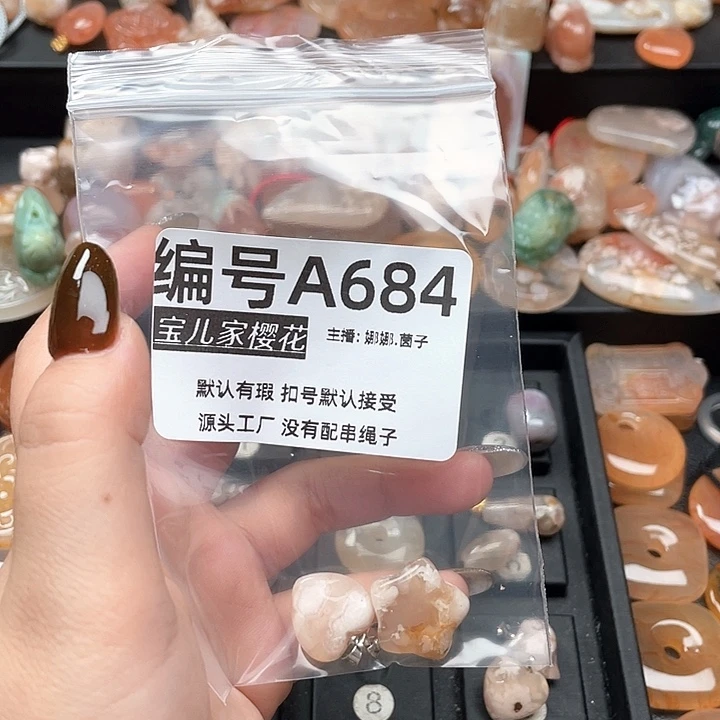 编号A684
宝儿家樱花 主播:娜娜.茵子
默认有瑕 扣号默认接受
源头工厂 没有配串绳子
8